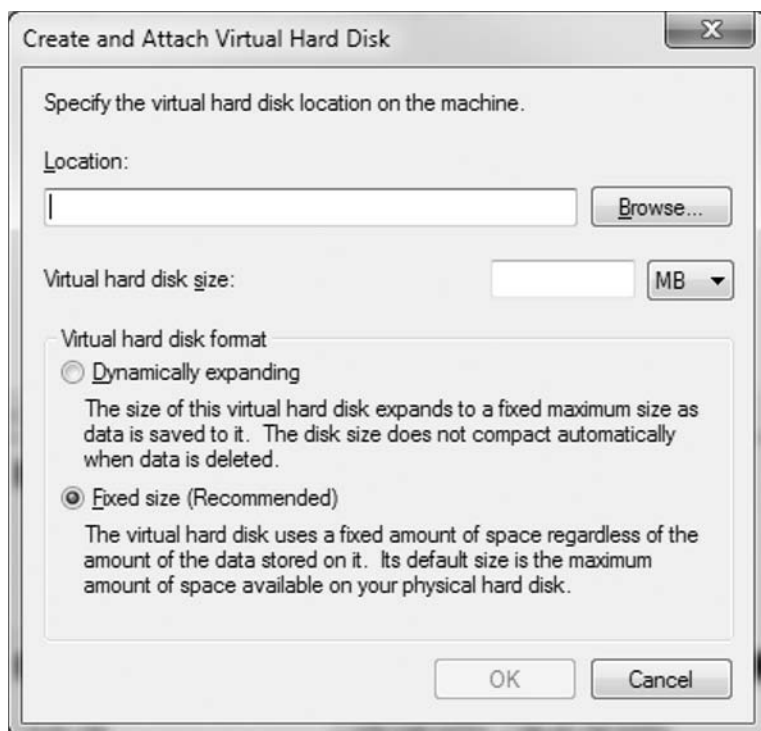 Create and Attach Virtual Hard Disk
Specify the virtual hard disk location on the machine.
Location:
Browse...
Virtual hard disk size:
MB
Virtual hard disk format
Dynamically expanding
The size of this virtual hard disk expands to a fixed maximum size as
data is saved to it.  The disk size does not compact automatically
when data is deleted.
Fixed size (Recommended)
The virtual hard disk uses a fixed amount of space regardless of the
amount of the data stored on it.  Its default size is the maximum
amount of space available on your physical hard disk.
OK
Cancel